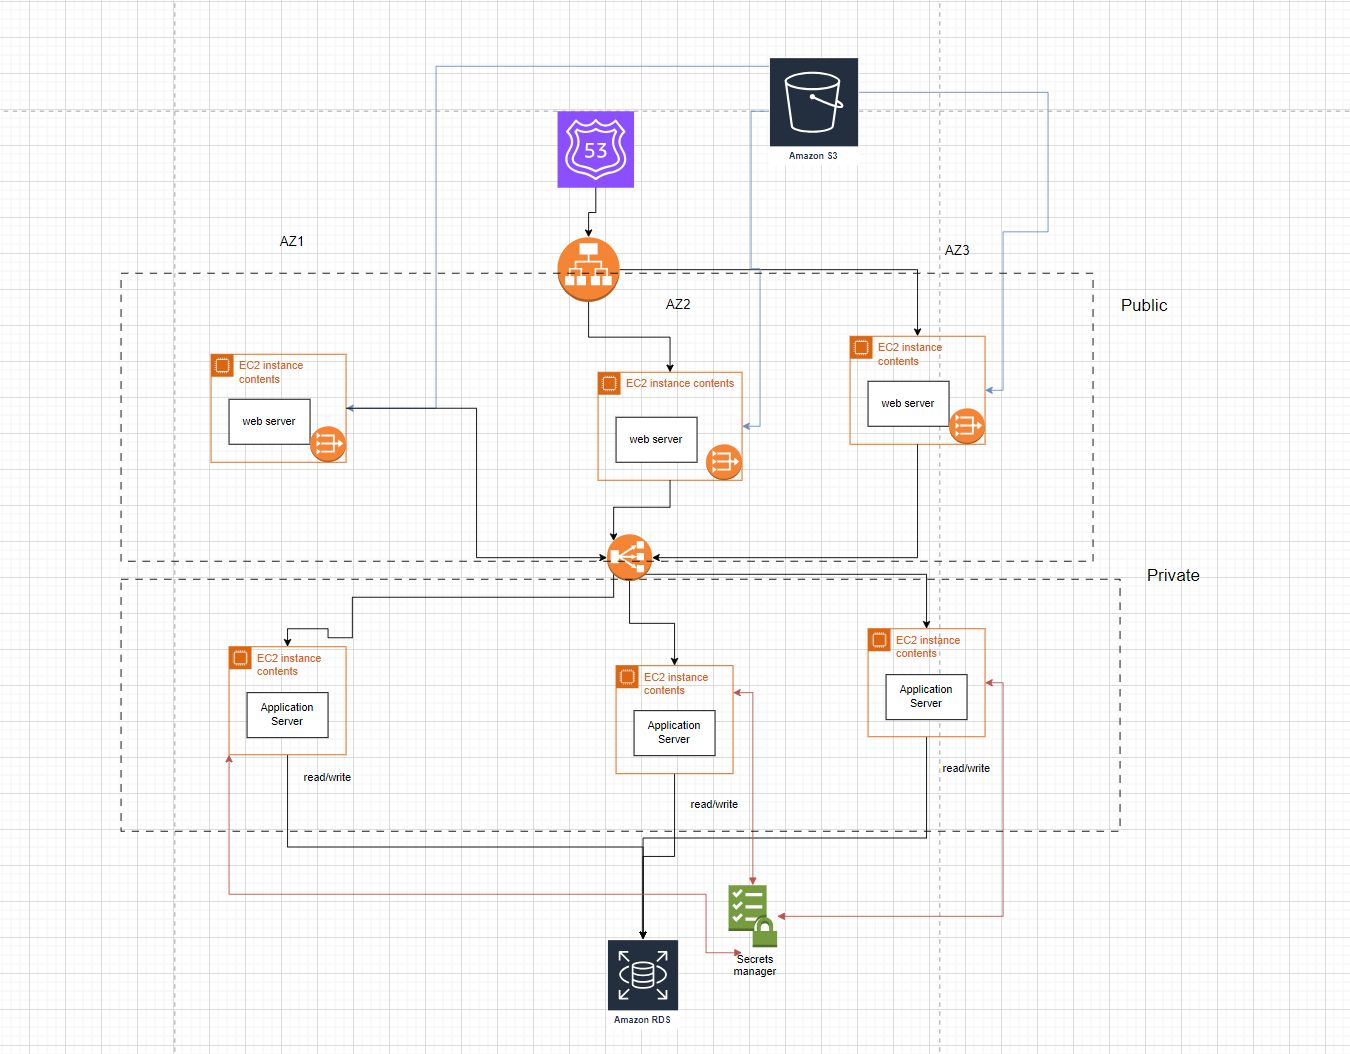 Amazon S3
53
AZ1
AZ3
AZ2
Public
EC2 instance
contents
web server
EC2 instance contents
web server
EC2 instance
contents
web server
Private
EC2 instance
contents
Application
Server
EC2 instance
contents
Application
Server
EC2 instance
contents
Application
Server
read/write
read/write
read/write
Secrets
manager
Amazon RDS